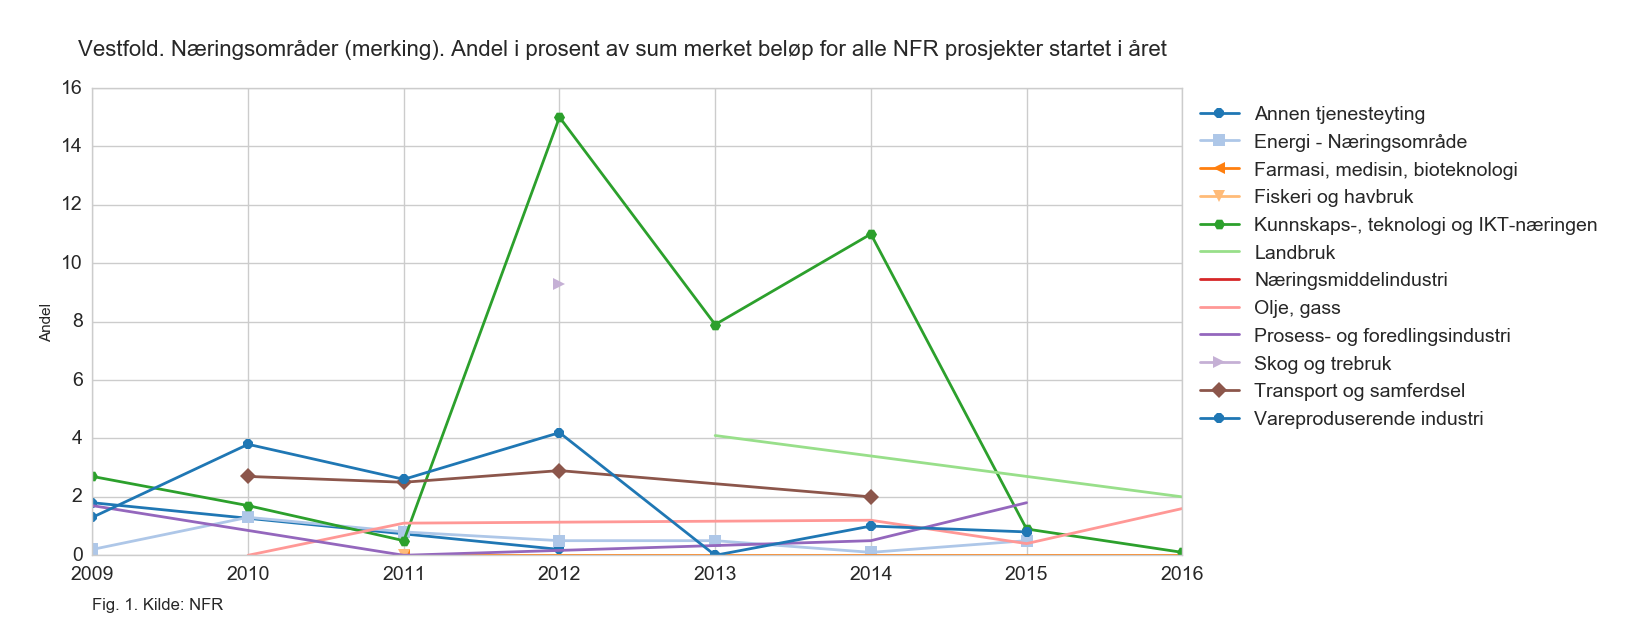 Vestfold. Næringsområder (merking). Andel i prosent av sum merket beløp for alle NFR prosjekter startet i året
16
14
12
10
8
6
4
2
0
Andel
2009 2010 2011 2012 2013 2014 2015 2016
Annen tjenesteyting
Energi - Næringsområde
Farmasi, medisin, bioteknologi
Fiskeri og havbruk
Kunnskaps-, teknologi og IKT-næringen
Landbruk
Næringsmiddelindustri
Olje, gass
Prosess- og foredlingsindustri
Skog og trebruk
Transport og samferdsel
Vareproduserende industri
Fig. 1. Kilde: NFR